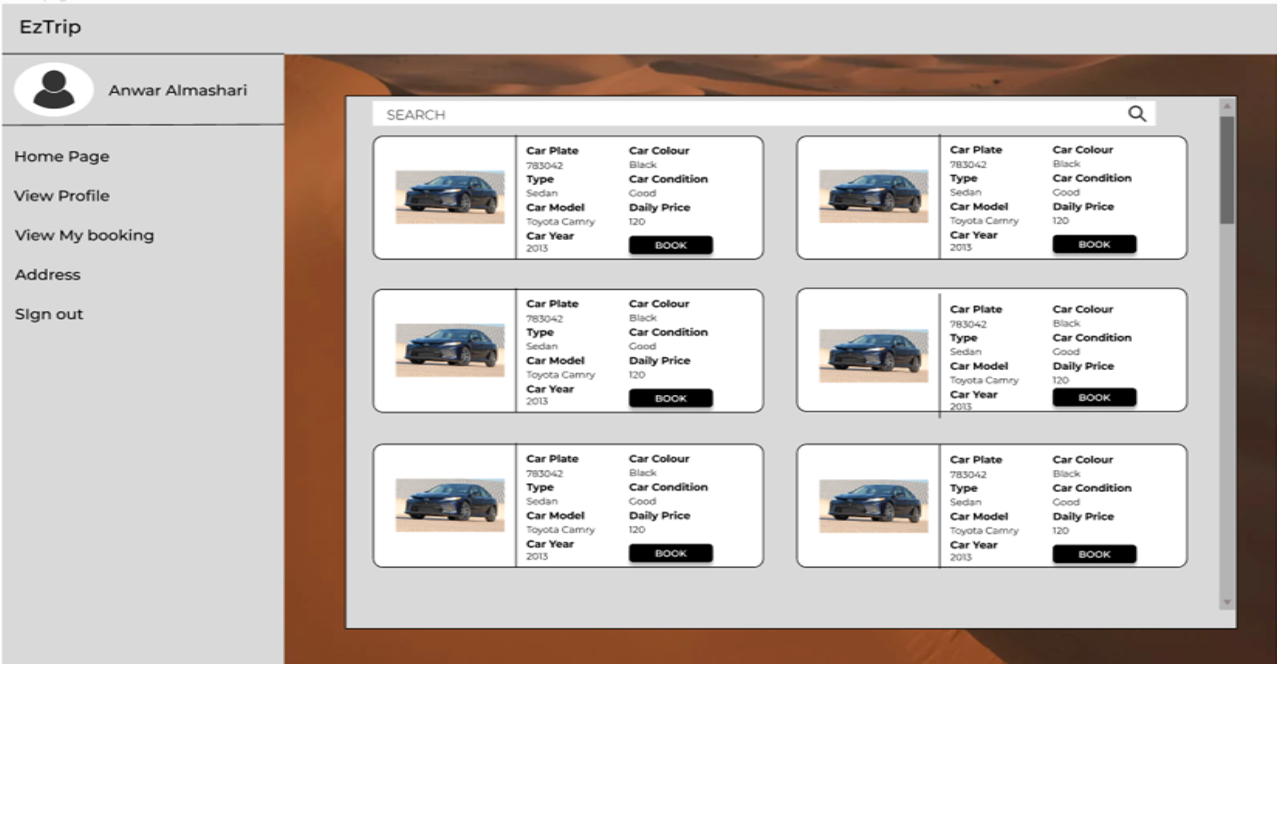 EzTrip
Anwar Almashari
Home Page
View Profile
View My booking
Address
SIgn out
SEARCH
Car Plate Car Colour
783042 Black
Type Car Condition
Sedan Good
Car Model Daily Price
Toyota Camry 120
Car Year
2013 BOOK
Car Plate Car Colour
783042 Black
Type Car Condition
Sedan Good
Car Model Daily Price
Toyota Camry 120
Car Year
2013 BOOK
Car Plate Car Colour
783042 Black
Type Car Condition
Sedan Good
Car Model Daily Price
Toyota Camry 120
Car Year
2013 BOOK
Car Plate Car Colour
783042 Black
Type Car Condition
Sedan Good
Car Model Daily Price
Toyota Camry 120
Car Year
2013 BOOK
Car Plate Car Colour
783042 Black
Type Car Condition
Sedan Good
Car Model Daily Price
Toyota Camry 120
Car Year
2013 BOOK
Car Plate Car Colour
783042 Black
Type Car Condition
Sedan Good
Car Model Daily Price
Toyota Camry 120
Car Year
2013 BOOK